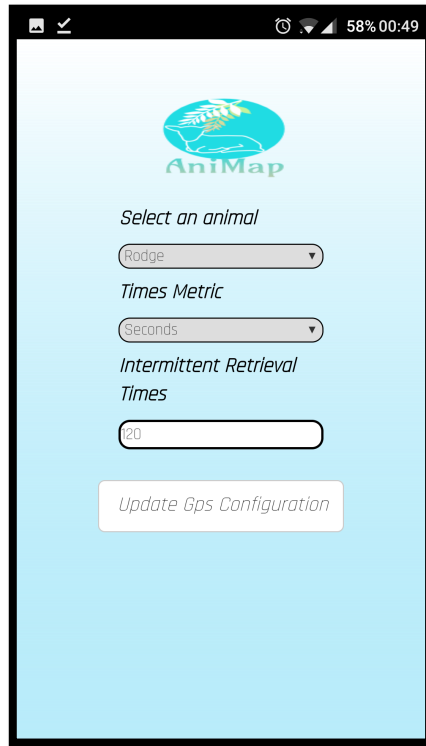 58% 00:49
AniMap
Select an animal
Rodge
Times Metric
Seconds
Intermittent Retrieval
Times
120
Update Gps Configuration